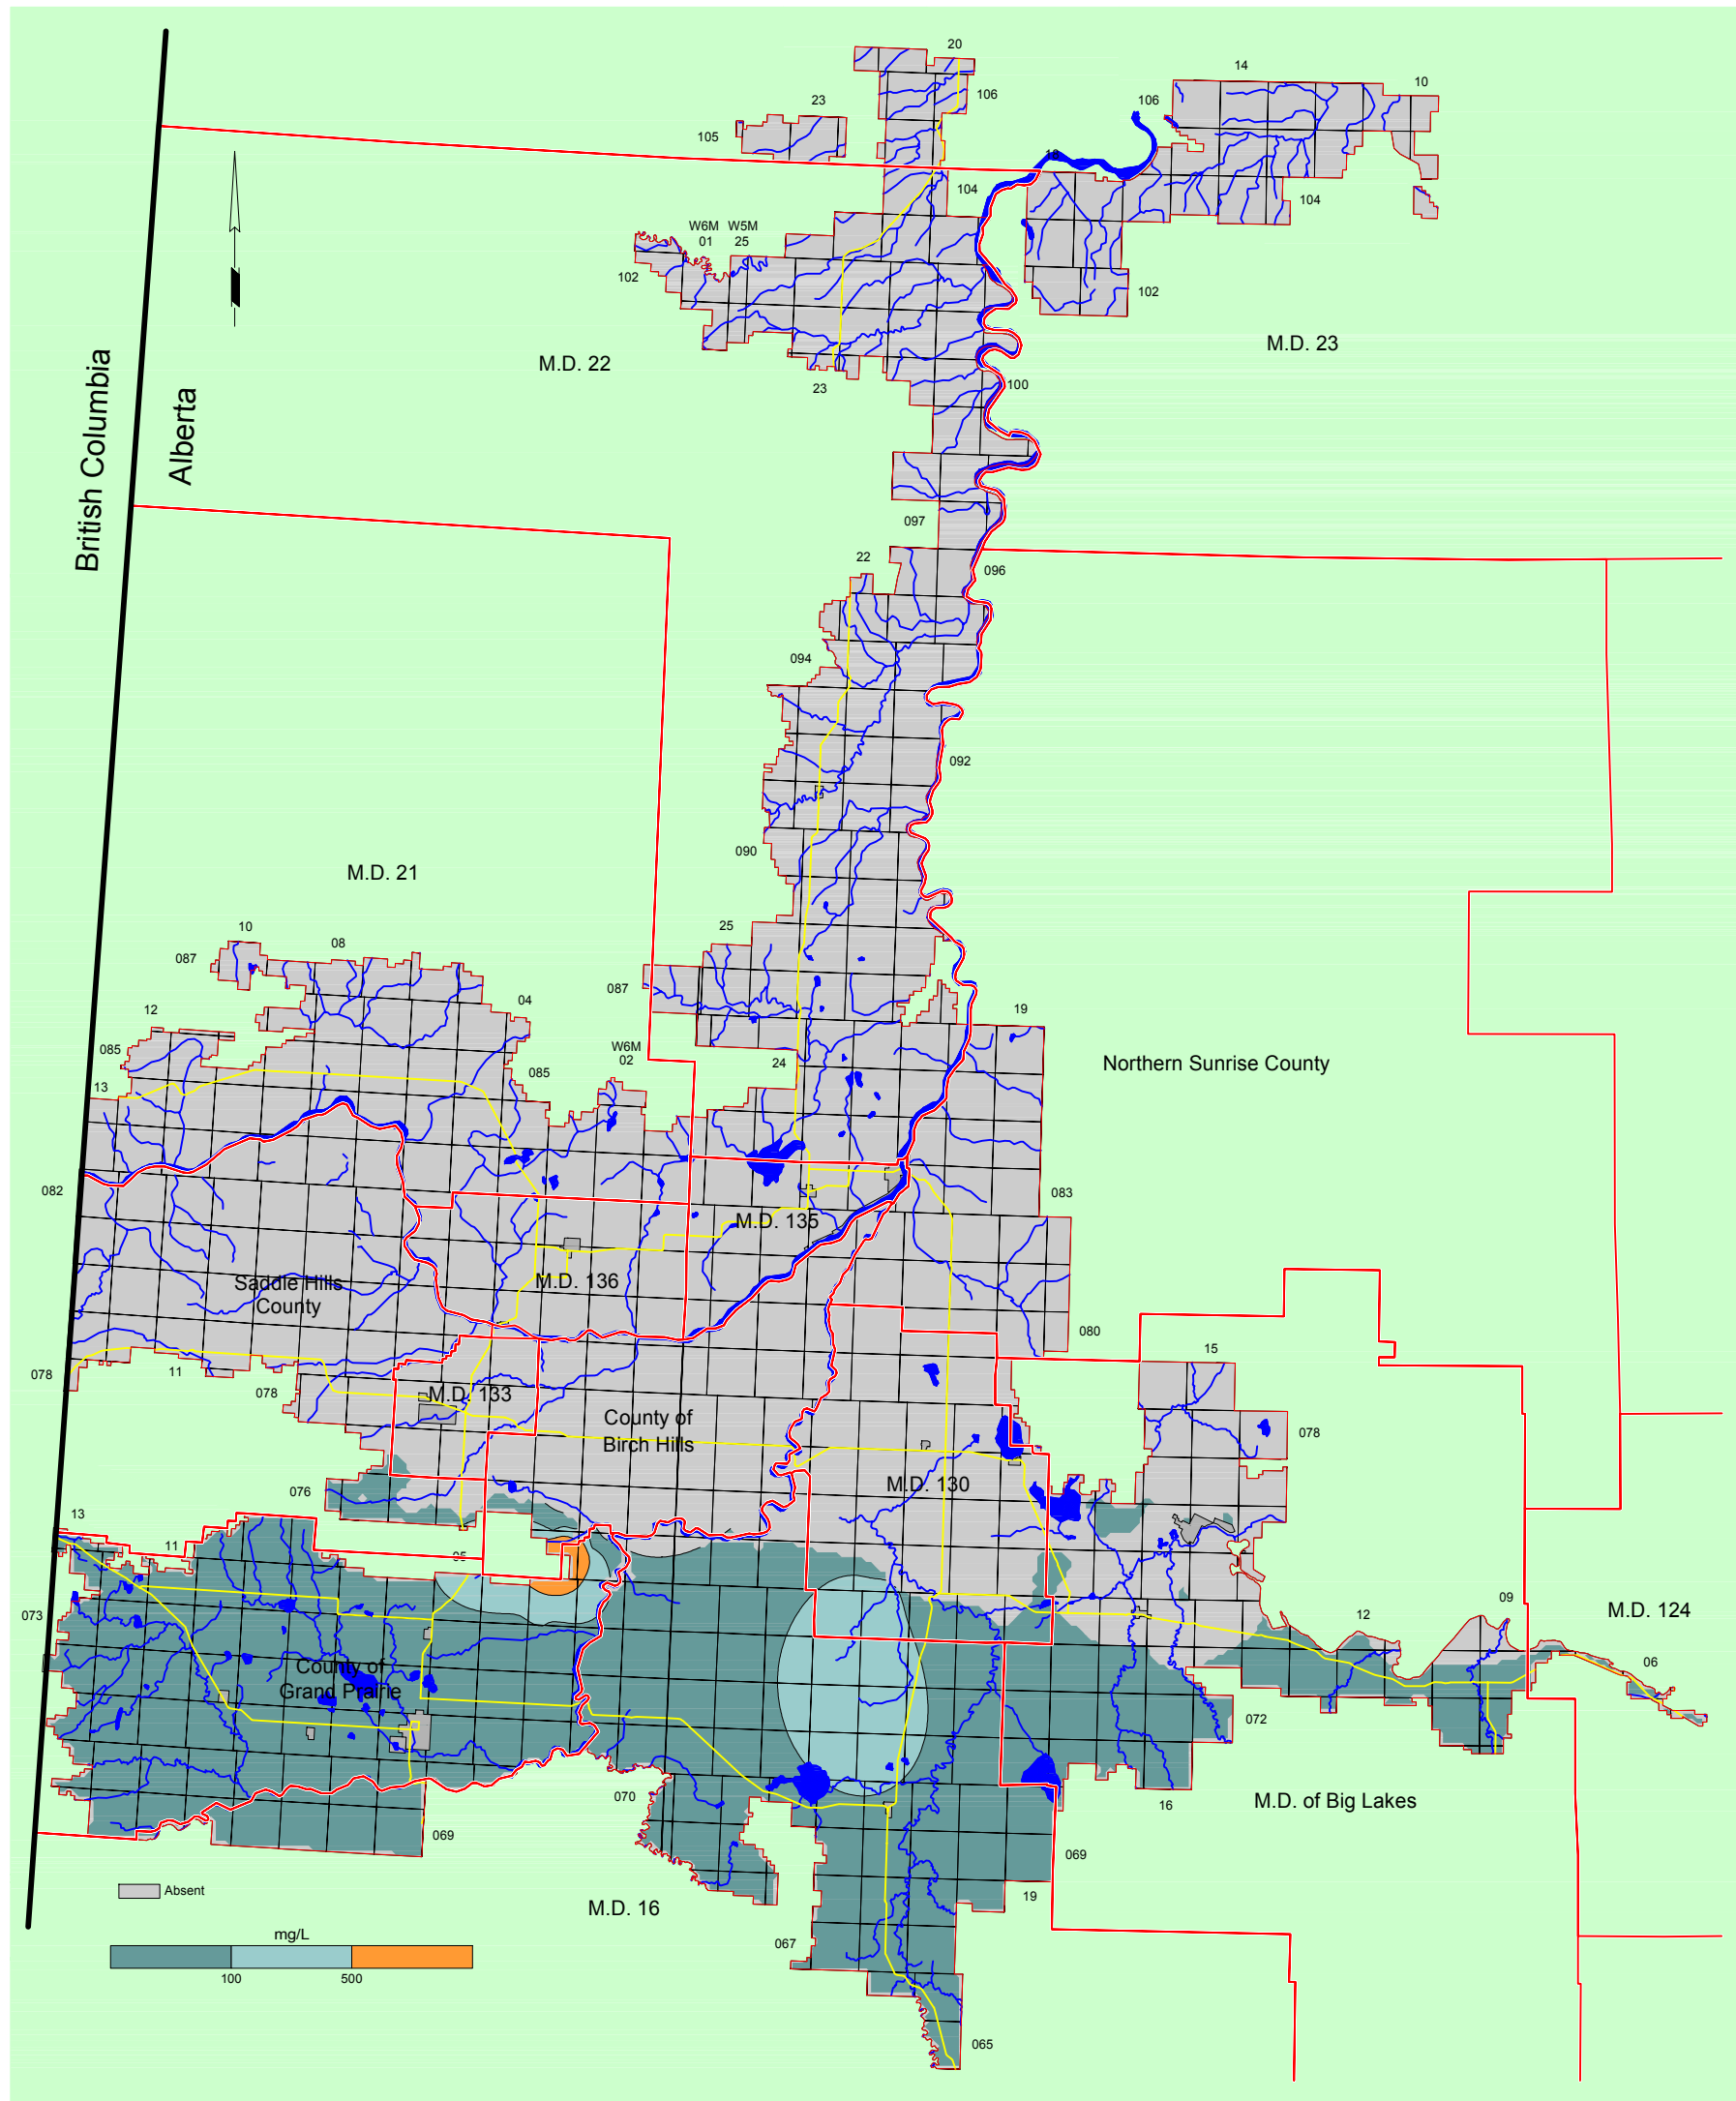 20
14
10
106
106
23
105
18
104
104
W6M W5M
01 25
102
102
M.D. 23
M.D. 22
23
100
British Columbia
Alberta
097
22
096
094
092
090
M.D. 21
10
08
25
087
087
04
12
19
085
W6M
02
24
Northern Sunrise County
085
13
082
083
M.D. 135
Saddle Hills
County
M.D. 136
080
15
078
11
078
M.D. 133
County of
Birch Hills
078
M.D. 130
076
13
11
05
09
073
12
M.D. 124
06
County of
Grand Prairie
072
070
16
M.D. of Big Lakes
069
069
Absent
19
M.D. 16
mg/L
067
100
500
065